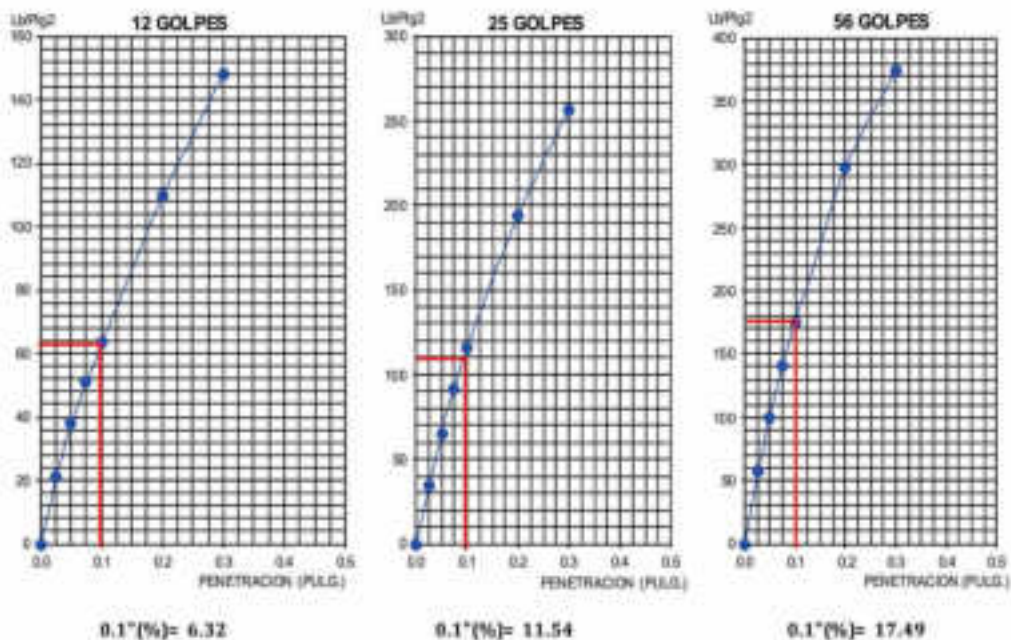 Lb/Plg2
12 GOLPES
160
140
120
100
80
60
40
20
0
0.0 0.1 0.2 0.3 0.4 0.5
PENETRACION (PULG.)
0.1"(%)= 6.32
Lb/Plg2
25 GOLPES
300
250
200
150
100
50
0
0.0 0.1 0.2 0.3 0.4 0.5
PENETRACION (PULG.)
0.1"(%)= 11.54
Lb/Plg2
56 GOLPES
400
350
300
250
200
150
100
50
0
0.0 0.1 0.2 0.3 0.4 0.5
PENETRACION (PULG.)
0.1"(%)= 17.49